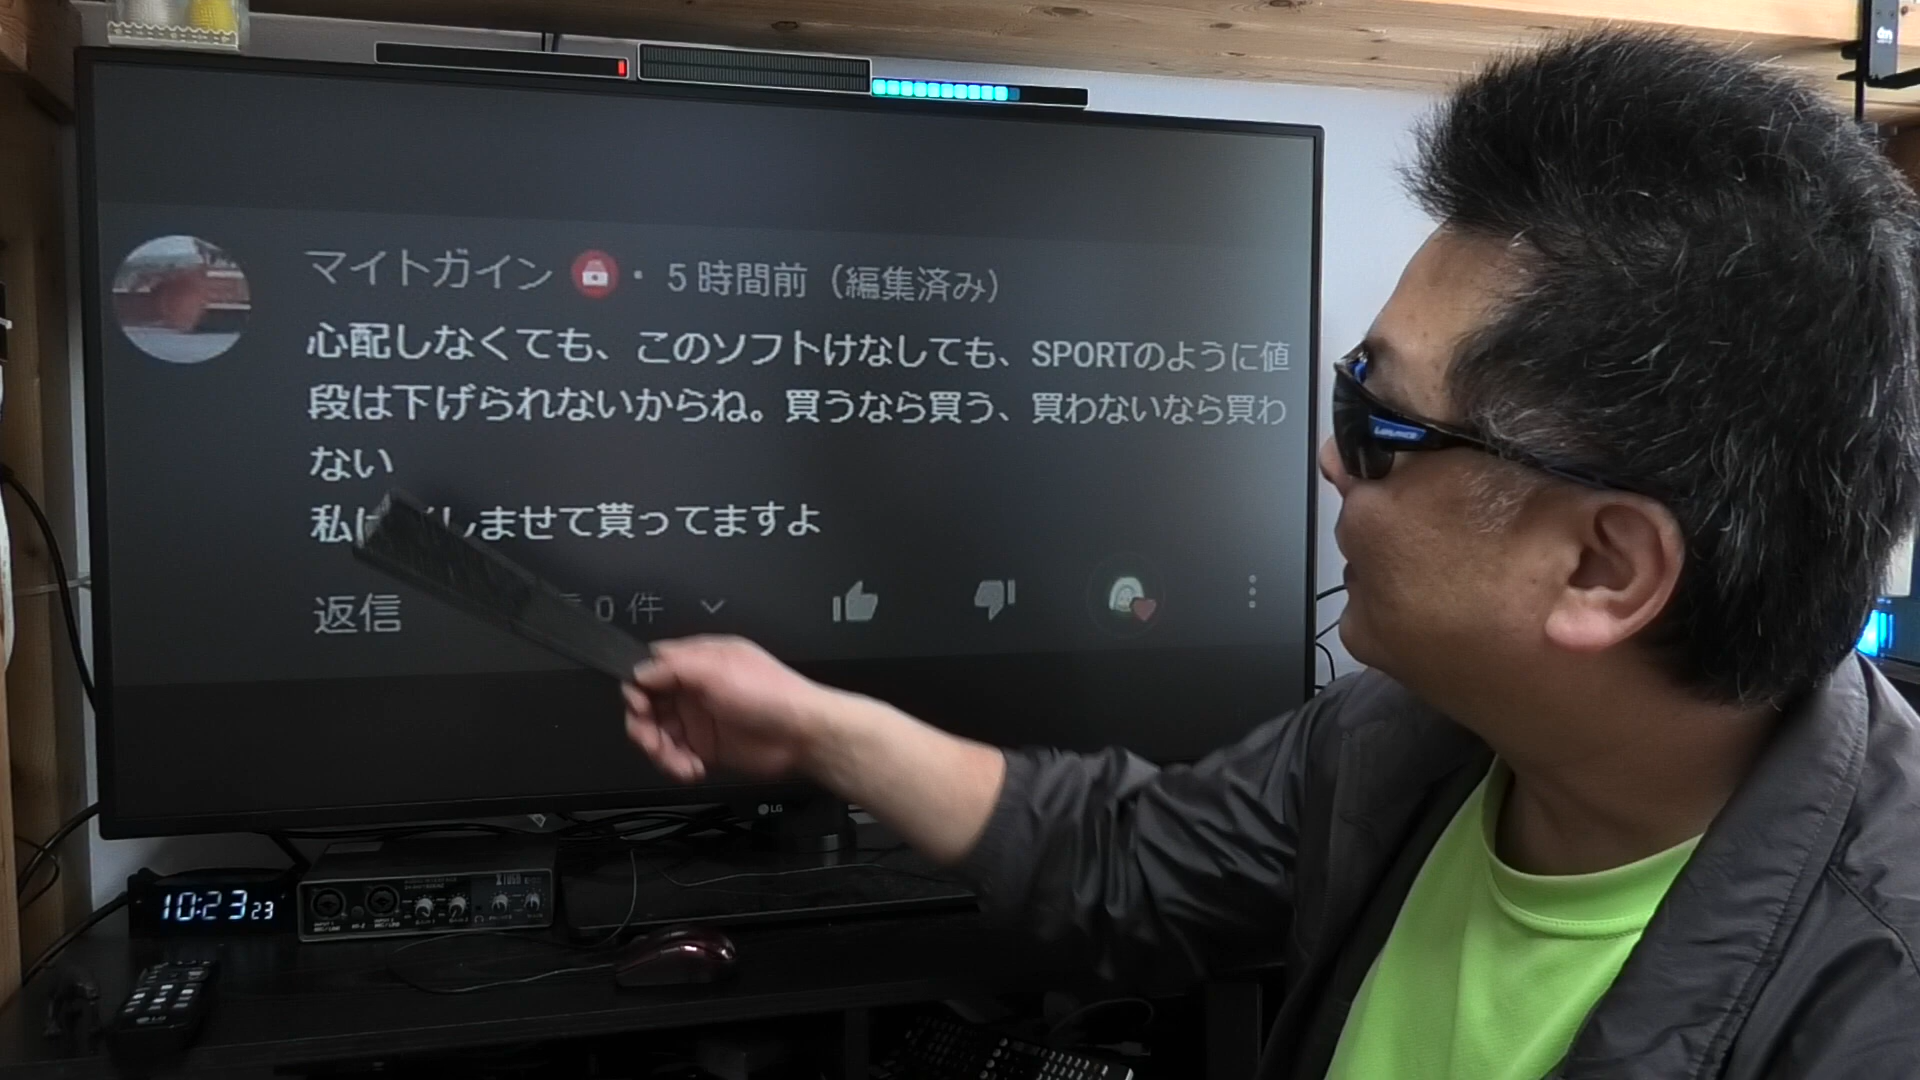 マイトガイン ・ 5 時間前（編集済み）
心配しなくても、このソフトけなしても、SPORTのように値
段は下げられないからね。買うなら買う、買わないなら買わ
ない
私は しませて貰ってますよ
返信
0 件
LG
10:23 23